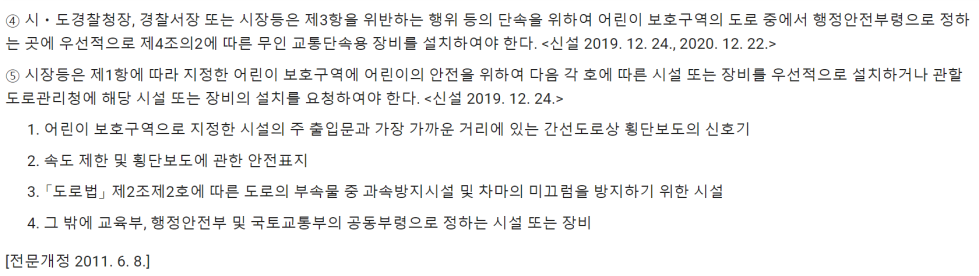 ④ 시ㆍ도경찰청장, 경찰서장 또는 시장등은 제3항을 위반하는 행위 등의 단속을 위하여 어린이 보호구역의 도로 중에서 행정안전부령으로 정하
는 곳에 우선적으로 제4조의2에 따른 무인 교통단속용 장비를 설치하여야 한다. <신설 2019. 12. 24., 2020. 12. 22.>
⑤ 시장등은 제1항에 따라 지정한 어린이 보호구역에 어린이의 안전을 위하여 다음 각 호에 따른 시설 또는 장비를 우선적으로 설치하거나 관할
도로관리청에 해당 시설 또는 장비의 설치를 요청하여야 한다. <신설 2019. 12. 24.>
1. 어린이 보호구역으로 지정한 시설의 주 출입문과 가장 가까운 거리에 있는 간선도로상 횡단보도의 신호기
2. 속도 제한 및 횡단보도에 관한 안전표지
3. 「도로법」 제2조제2호에 따른 도로의 부속물 중 과속방지시설 및 차마의 미끄럼을 방지하기 위한 시설
4. 그 밖에 교육부, 행정안전부 및 국토교통부의 공동부령으로 정하는 시설 또는 장비
[전문개정 2011. 6. 8.]